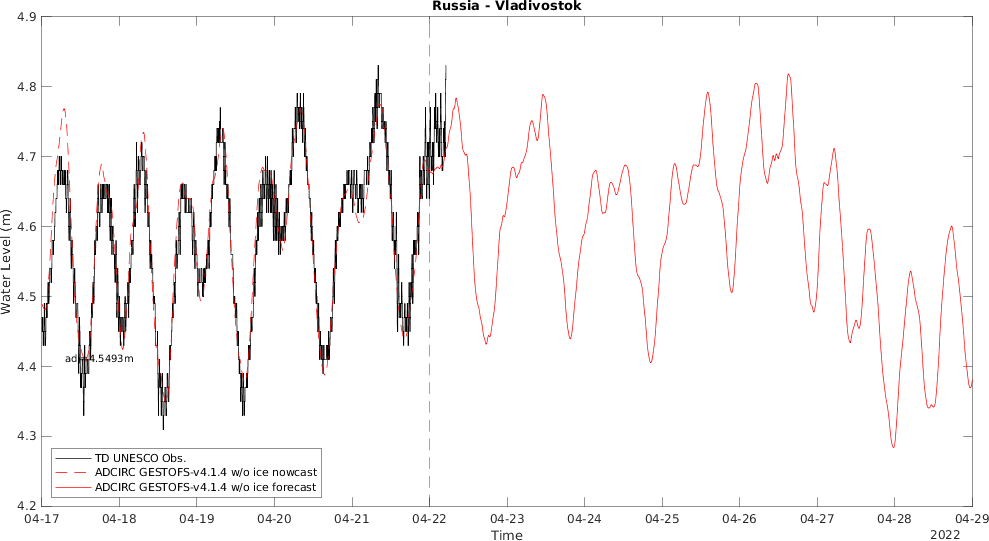 Russia - Vladivostok
Water Level (m)
4.9
4.8
4.7
4.6
4.5
4.4
4.3
4.2
TD UNESCO Obs.
ADCIRC GESTOFS-v4.1.4 w/o ice nowcast
ADCIRC GESTOFS-v4.1.4 w/o ice forecast
04-17 04-18 04-19 04-20 04-21 04-22 04-23 04-24 04-25 04-26 04-27 04-28 04-29
Time
2022